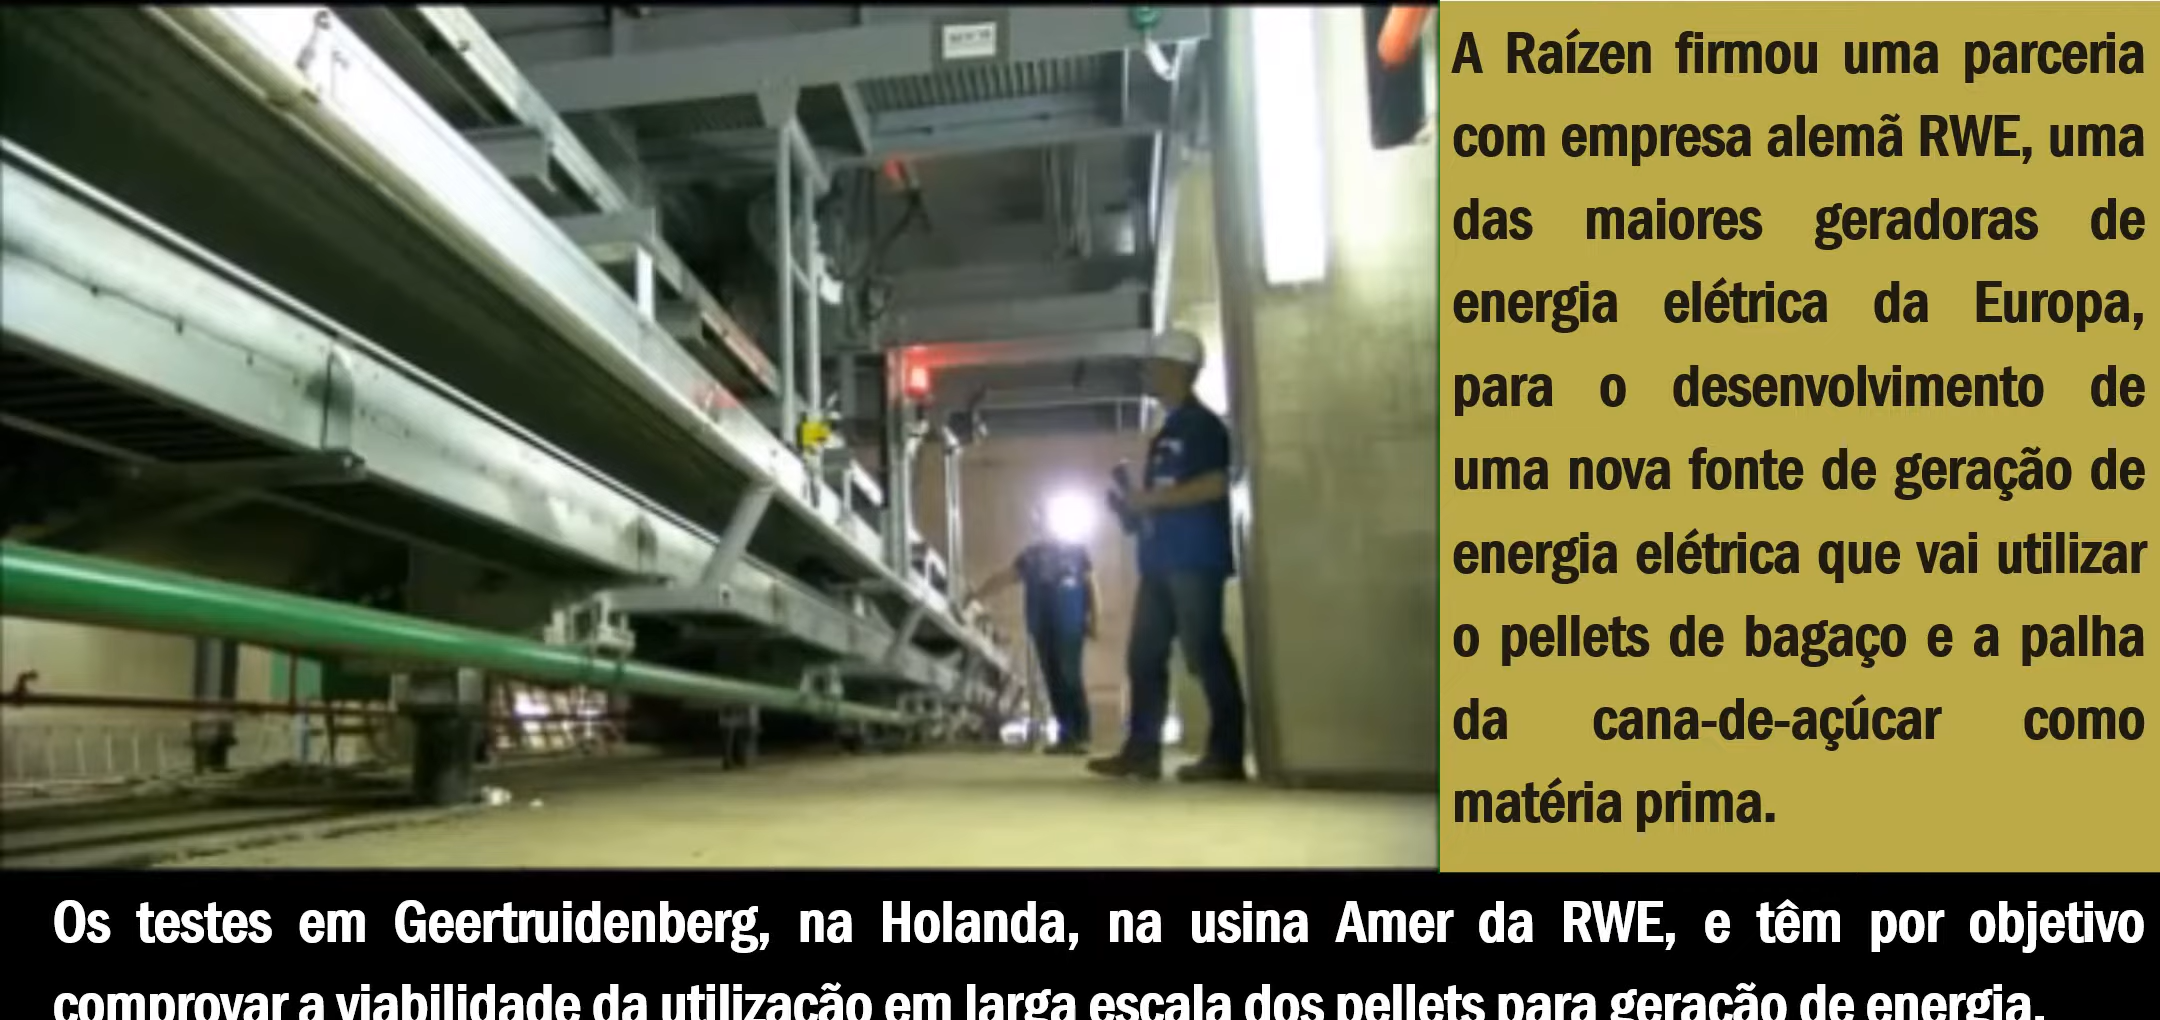 A Raízen firmou uma parceria
com empresa alemã RWE, uma
das maiores geradoras de
energia elétrica da Europa,
para o desenvolvimento de
uma nova fonte de geração de
energia elétrica que vai utilizar
o pellets de bagaço e a palha
da cana-de-açúcar como
matéria prima.
Os testes em Geertruidenberg, na Holanda, na usina Amer da RWE, e têm por objetivo
comprovar a viabilidade da utilização em larga escala dos pellets para geração de energia.